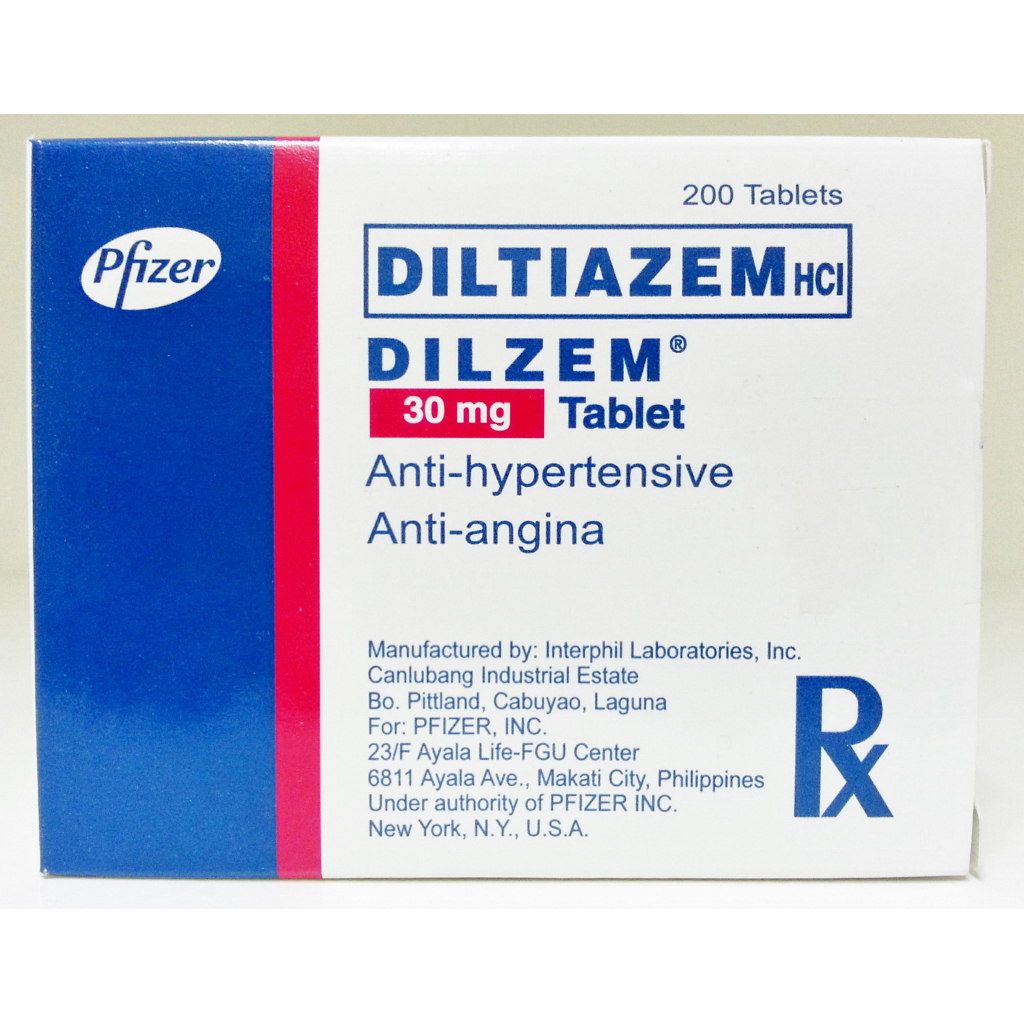 Pfizer
200 Tablets
DILTIAZEM HCl
DILZEM®
30 mg Tablet
Anti-hypertensive
Anti-angina
Manufactured by: Interphil Laboratories, Inc.
Canlubang Industrial Estate
Bo. Pittland, Cabuyao, Laguna
For: PFIZER, INC.
23/F Ayala Life-FGU Center
6811 Ayala Ave., Makati City, Philippines
Under authority of PFIZER INC.
New York, N.Y., U.S.A.
Rx